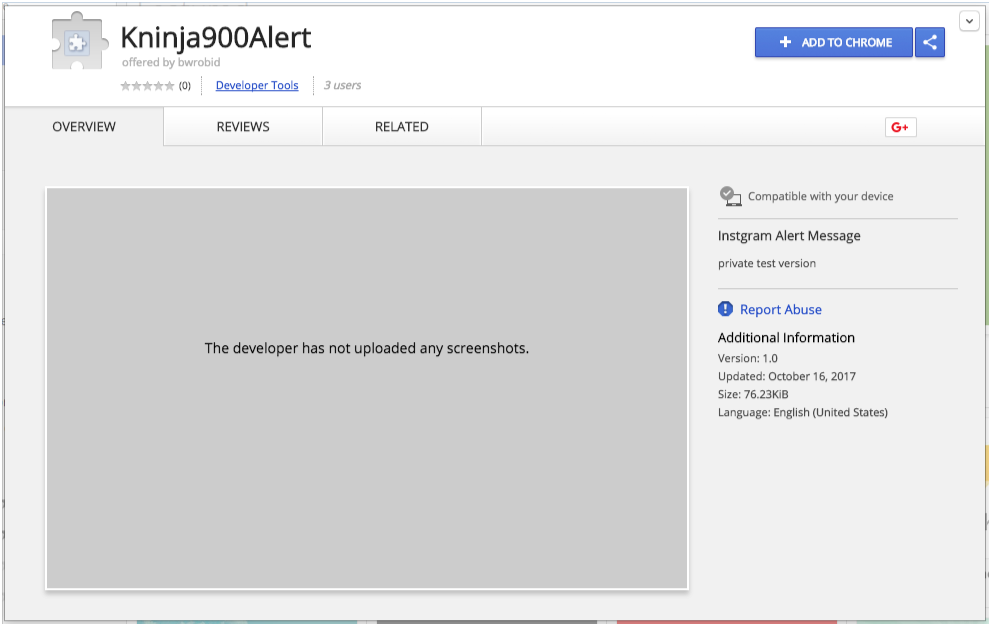 Kninja900Alert
offered by bwrobid
(0)
Developer Tools
3 users
ADD TO CHROME
OVERVIEW
REVIEWS
RELATED
G+
The developer has not uploaded any screenshots.
Compatible with your device
Instgram Alert Message
private test version
Report Abuse
Additional Information
Version: 1.0
Updated: October 16, 2017
Size: 76.23KiB
Language: English (United States)